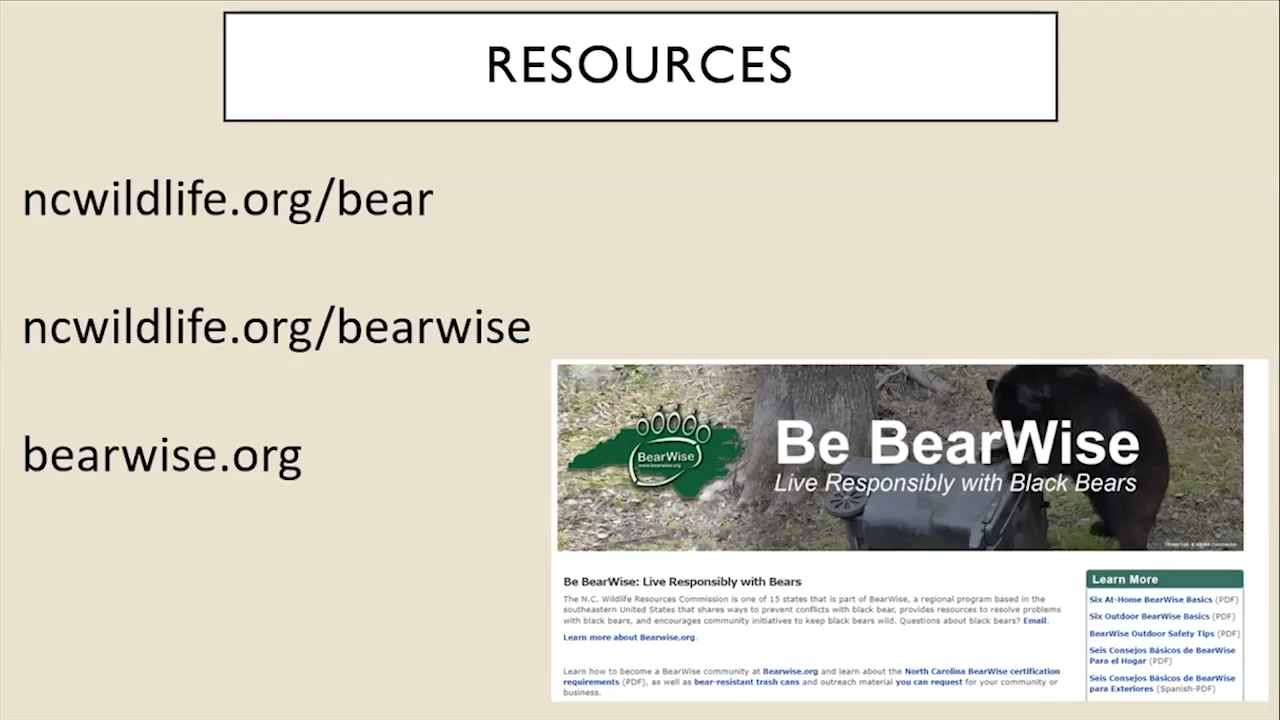 RESOURCES
ncwildlife.org/bear
ncwildlife.org/bearwise
bearwise.org
BearWise
www.bearwise.org
Be BearWise
Live Responsibly with Black Bears
Be BearWise: Live Responsibly with Bears
The N.C. Wildlife Resources Commission is one of 15 states that is part of BearWise, a regional program based in the
southeastern United States that shares ways to prevent conflicts with black bear, provides resources to resolve problems
with black bears, and encourages community initiatives to keep black bears wild. Questions about black bears? Email.
Learn more about Bearwise.org.
Learn how to become a BearWise community at Bearwise.org and learn about the North Carolina BearWise certification
requirements (PDF), as well as bear-resistant trash cans and outreach material you can request for your community or
business.
Learn More
Six At-Home BearWise Basics (PDF)
Six Outdoor BearWise Basics (PDF)
BearWise Outdoor Safety Tips (PDF)
Seis Consejos Básicos de BearWise
Para el Hogar (PDF)
Seis Consejos Básicos de BearWise
para Exteriores (Spanish-PDF)